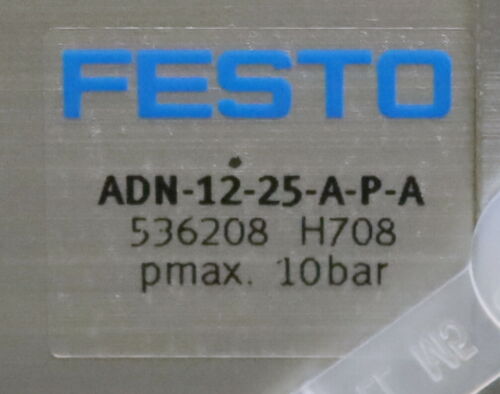 FESTO
ADN-12-25-A-P-A
536208 H708
pmax. 10bar